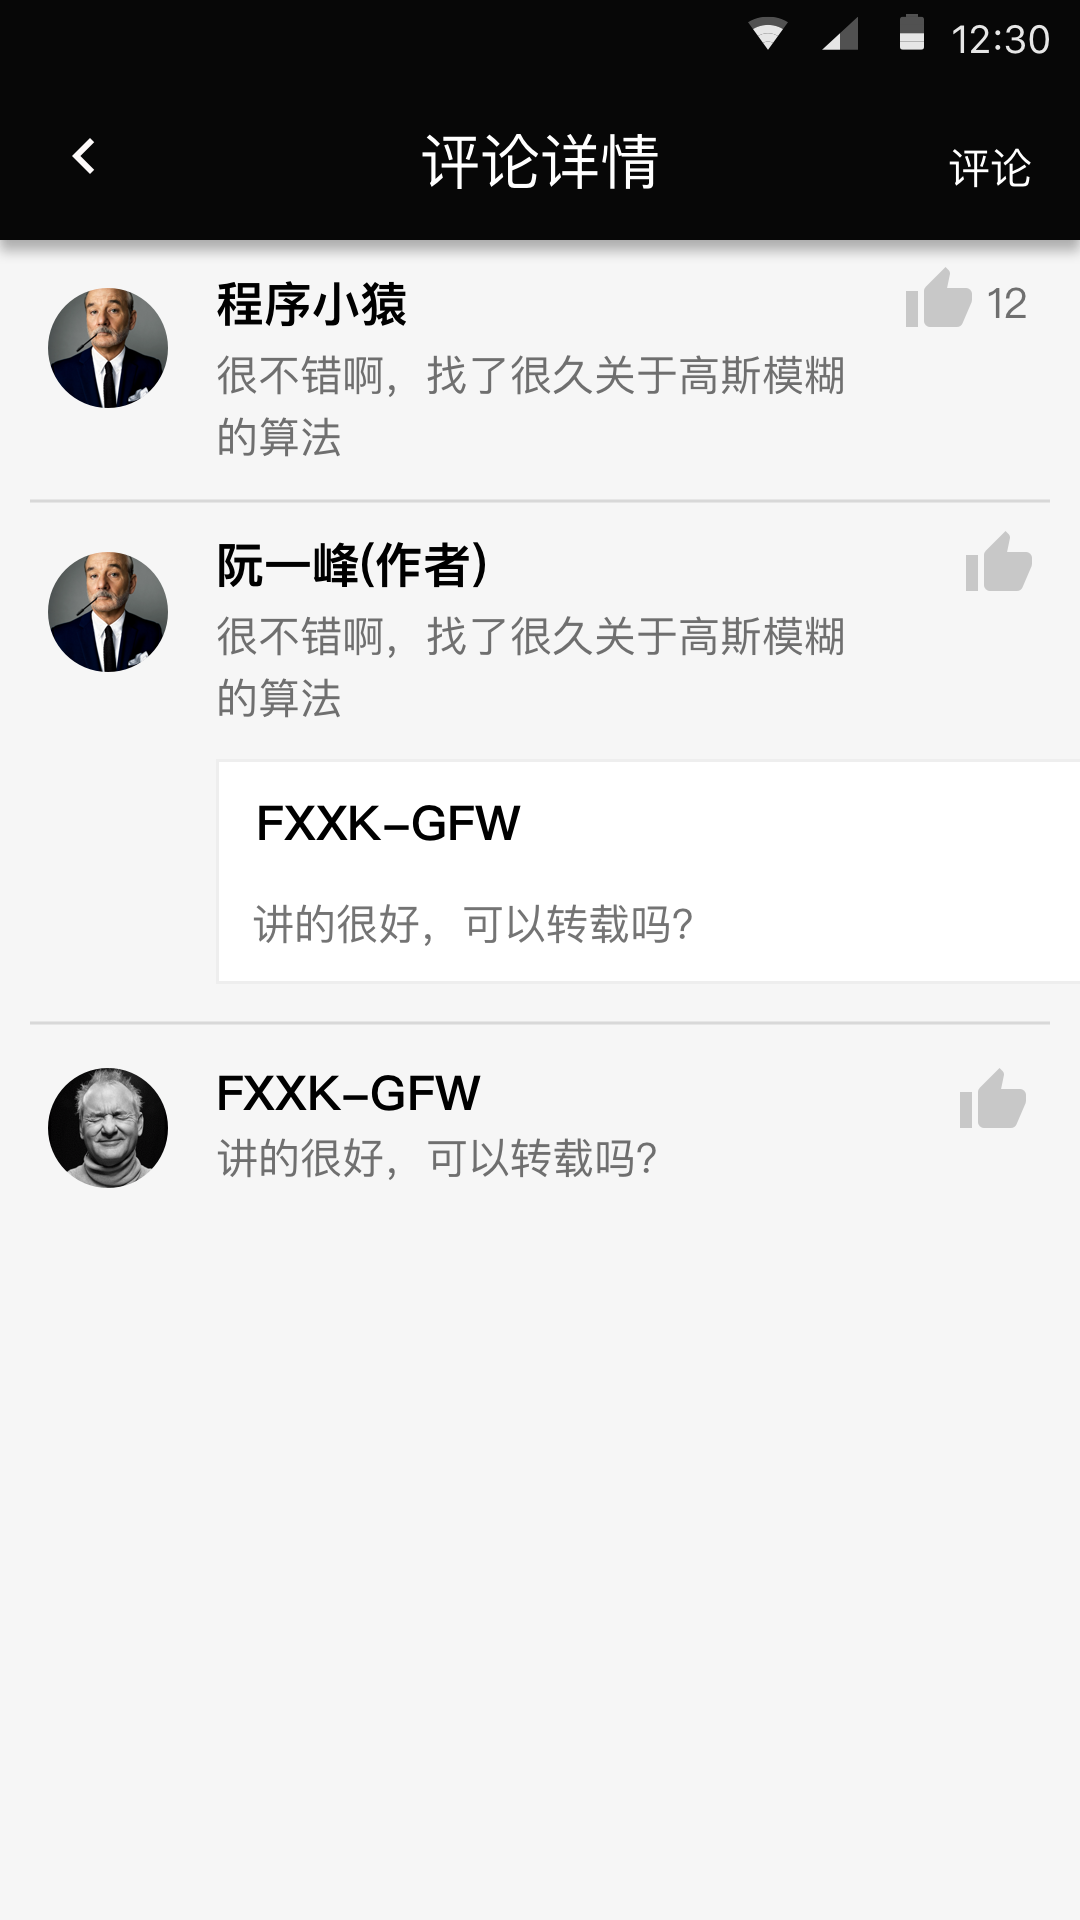 12:30
评论详情
评论
程序小猿
12
很不错啊，找了很久关于高斯模糊
的算法
阮一峰(作者)
很不错啊，找了很久关于高斯模糊
的算法
FXXK-GFW
讲的很好，可以转载吗?
FXXK-GFW
讲的很好，可以转载吗?